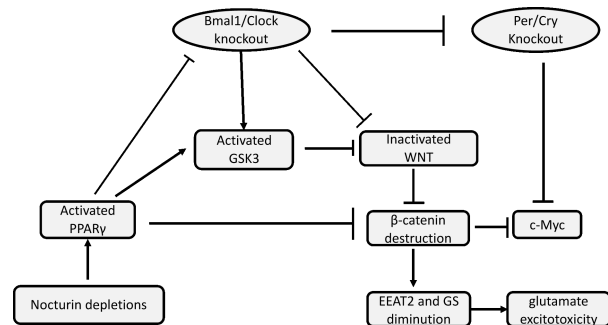 Bmal1/Clock
knockout
Per/Cry
Knockout
Activated
GSK3
Inactivated
WNT
Activated
PPARγ
β-catenin
destruction
c-Myc
Nocturin depletions
EEAT2 and GS
diminution
glutamate
excitotoxicity